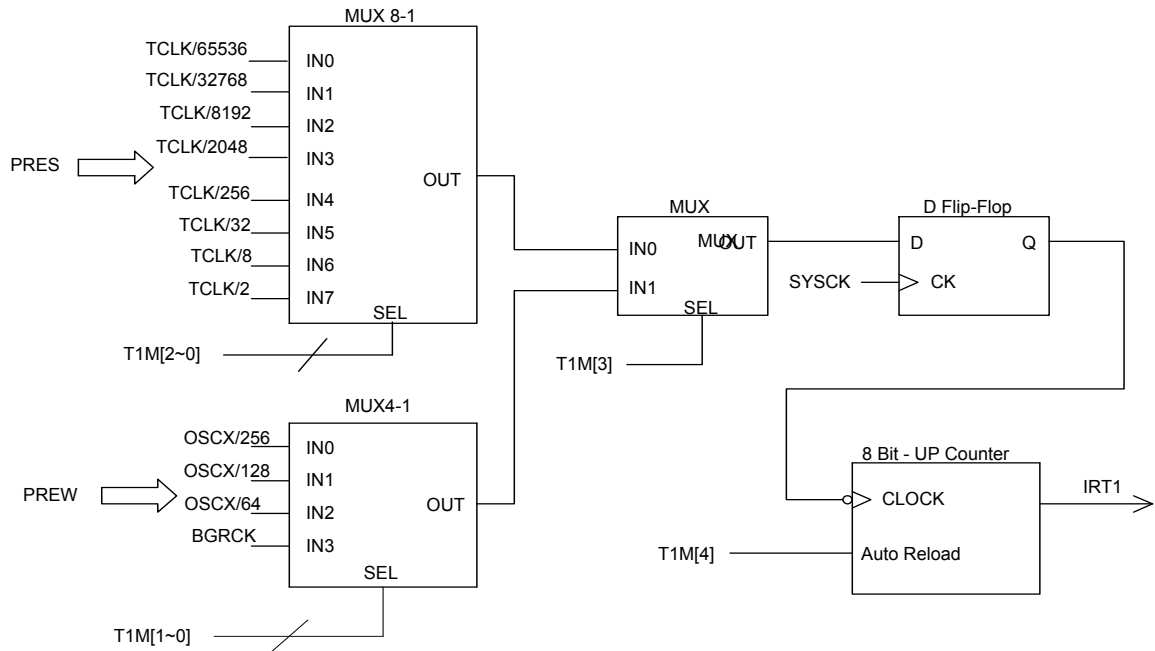 MUX 8-1
TCLK/65536
IN0
TCLK/32768
IN1
TCLK/8192
IN2
TCLK/2048
IN3
PRES
TCLK/256
IN4
OUT
TCLK/32
IN5
TCLK/8
IN6
TCLK/2
IN7
SEL
T1M[2~0]
MUX
IN0
MUX
OUT
IN1
SEL
T1M[3]
D Flip-Flop
D
Q
SYSCK
CK
MUX4-1
OSCX/256
IN0
OSCX/128
IN1
PREW
OSCX/64
IN2
OUT
BGRCK
IN3
SEL
T1M[1~0]
8 Bit - UP Counter
CLOCK
IRT1
T1M[4]
Auto Reload